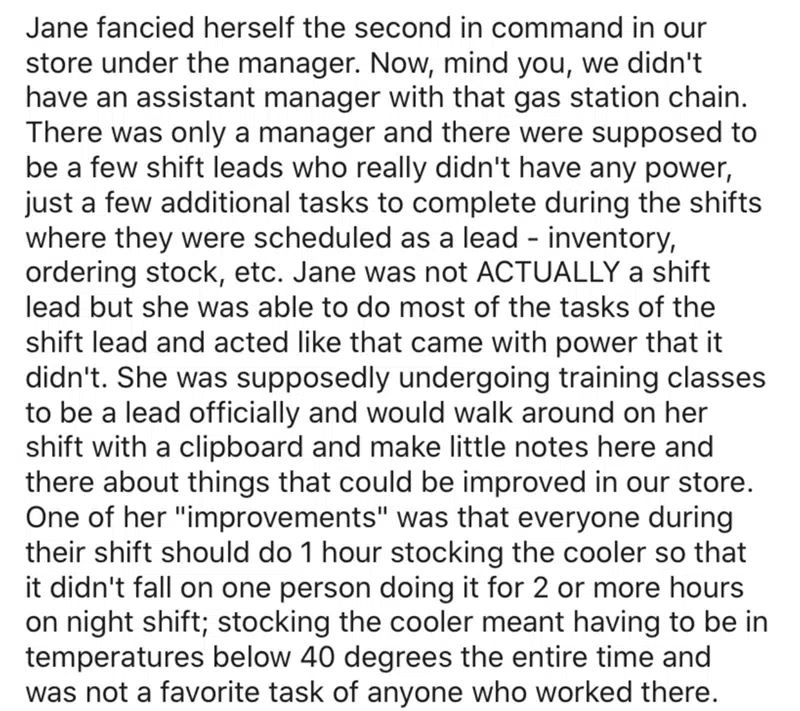 Jane fancied herself the second in command in our
store under the manager. Now, mind you, we didn't
have an assistant manager with that gas station chain.
There was only a manager and there were supposed to
be a few shift leads who really didn't have any power,
just a few additional tasks to complete during the shifts
where they were scheduled as a lead - inventory,
ordering stock, etc. Jane was not ACTUALLY a shift
lead but she was able to do most of the tasks of the
shift lead and acted like that came with power that it
didn't. She was supposedly undergoing training classes
to be a lead officially and would walk around on her
shift with a clipboard and make little notes here and
there about things that could be improved in our store.
One of her "improvements" was that everyone during
their shift should do 1 hour stocking the cooler so that
it didn't fall on one person doing it for 2 or more hours
on night shift; stocking the cooler meant having to be in
temperatures below 40 degrees the entire time and
was not a favorite task of anyone who worked there.